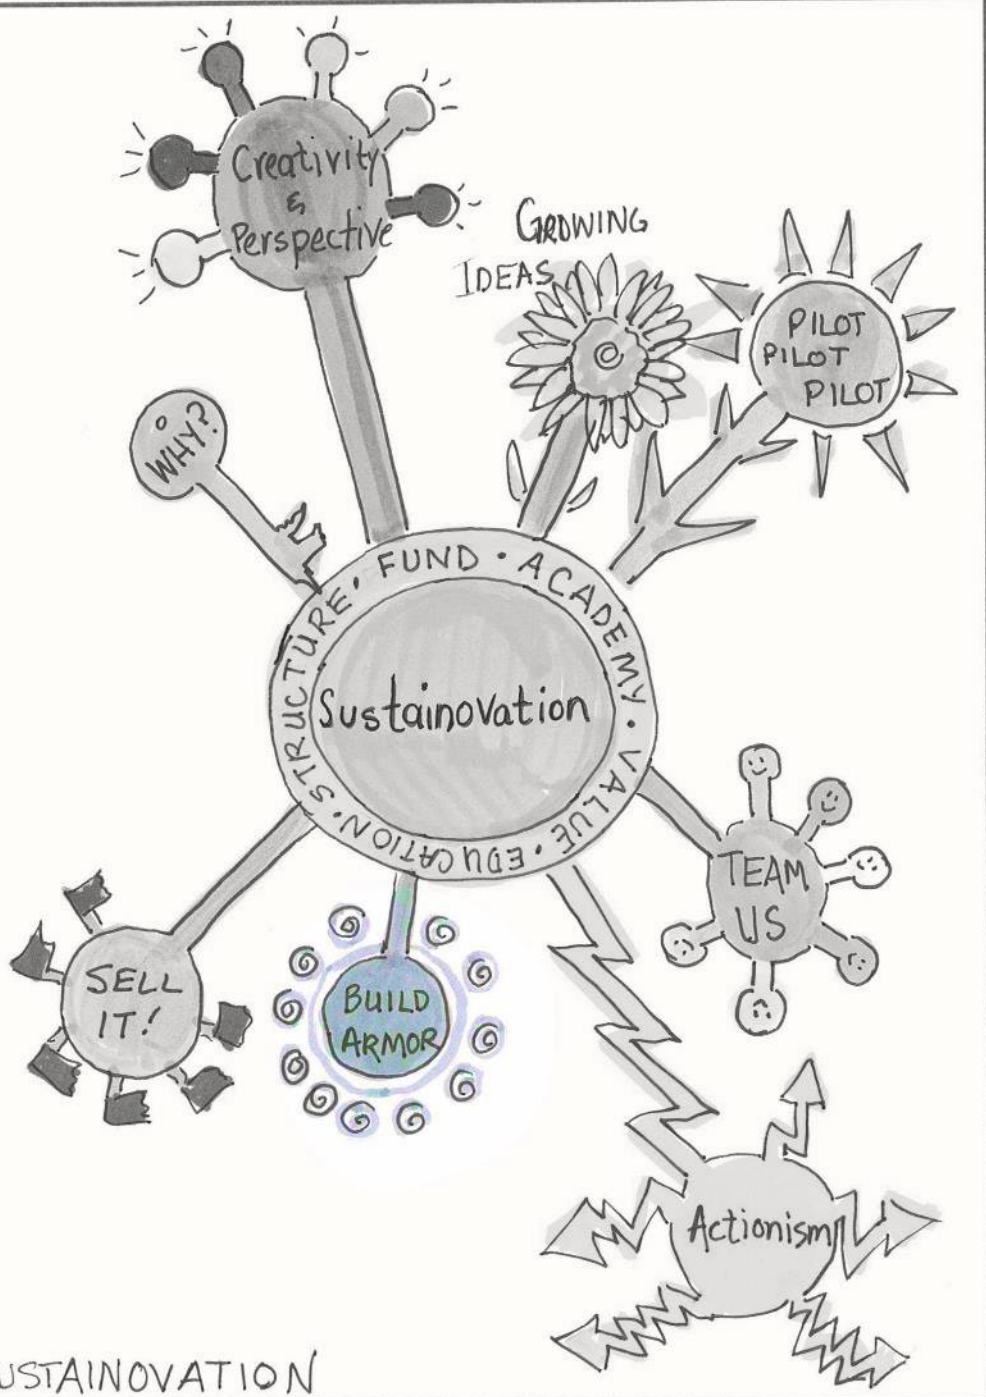 Creativity
&
Perspective
GROWING
IDEAS
PILOT
PILOT
PILOT
WHY?
STRUCTURE · FUND · ACADEMY · VALUE · EDUCATION ·
Sustainovation
TEAM
US
SELL
IT!
BUILD
ARMOR
Actionism
USTAINOVATION